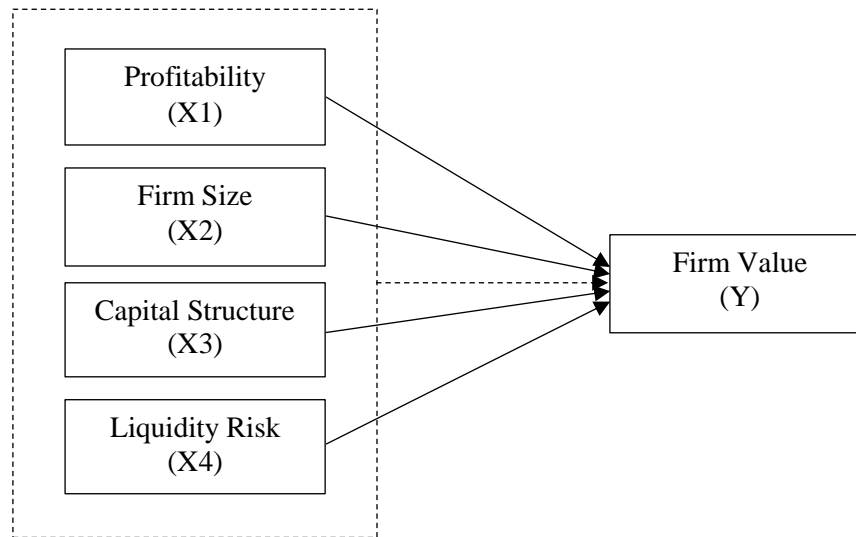 Profitability
(X1)
Firm Size
(X2)
Capital Structure
(X3)
Liquidity Risk
(X4)
Firm Value
(Y)